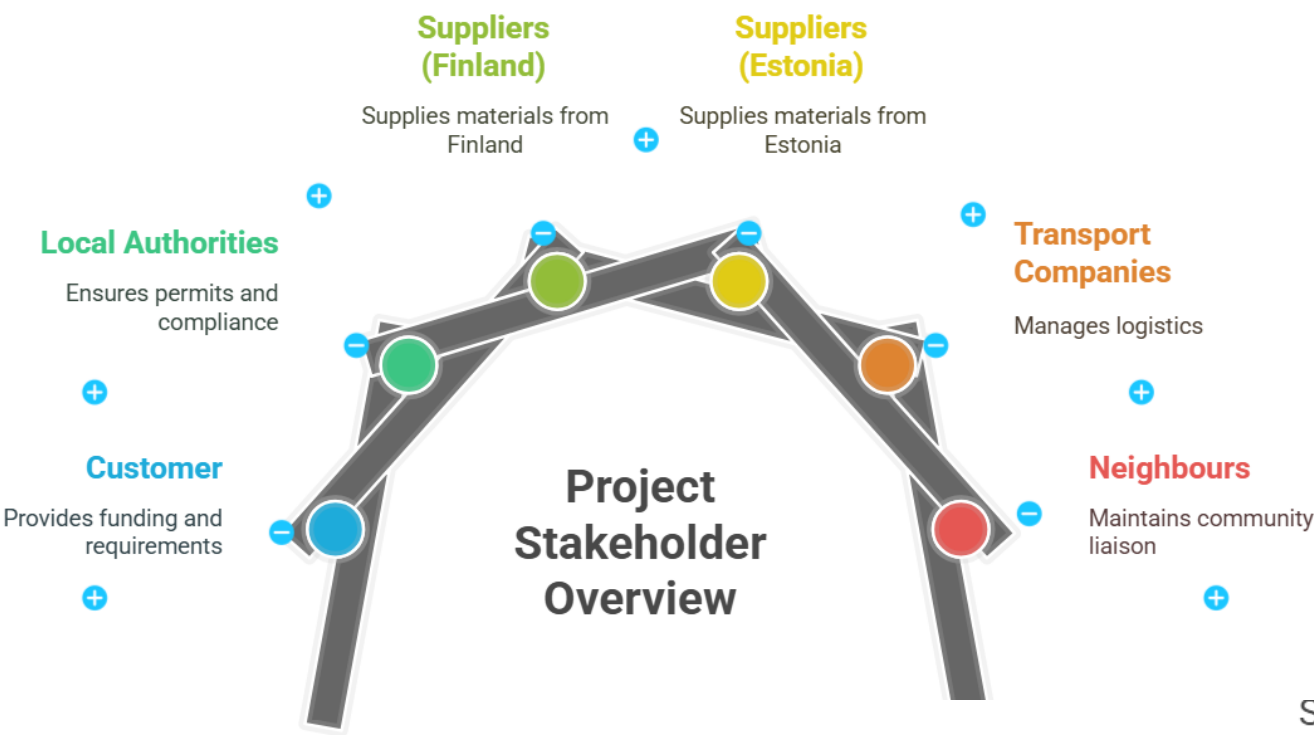 Suppliers
(Finland)
Supplies materials from
Finland
Suppliers
(Estonia)
Supplies materials from
Estonia
Local Authorities
Ensures permits and
compliance
Transport
Companies
Manages logistics
Customer
Provides funding and
requirements
Neighbours
Maintains community
liaison
Project
Stakeholder
Overview